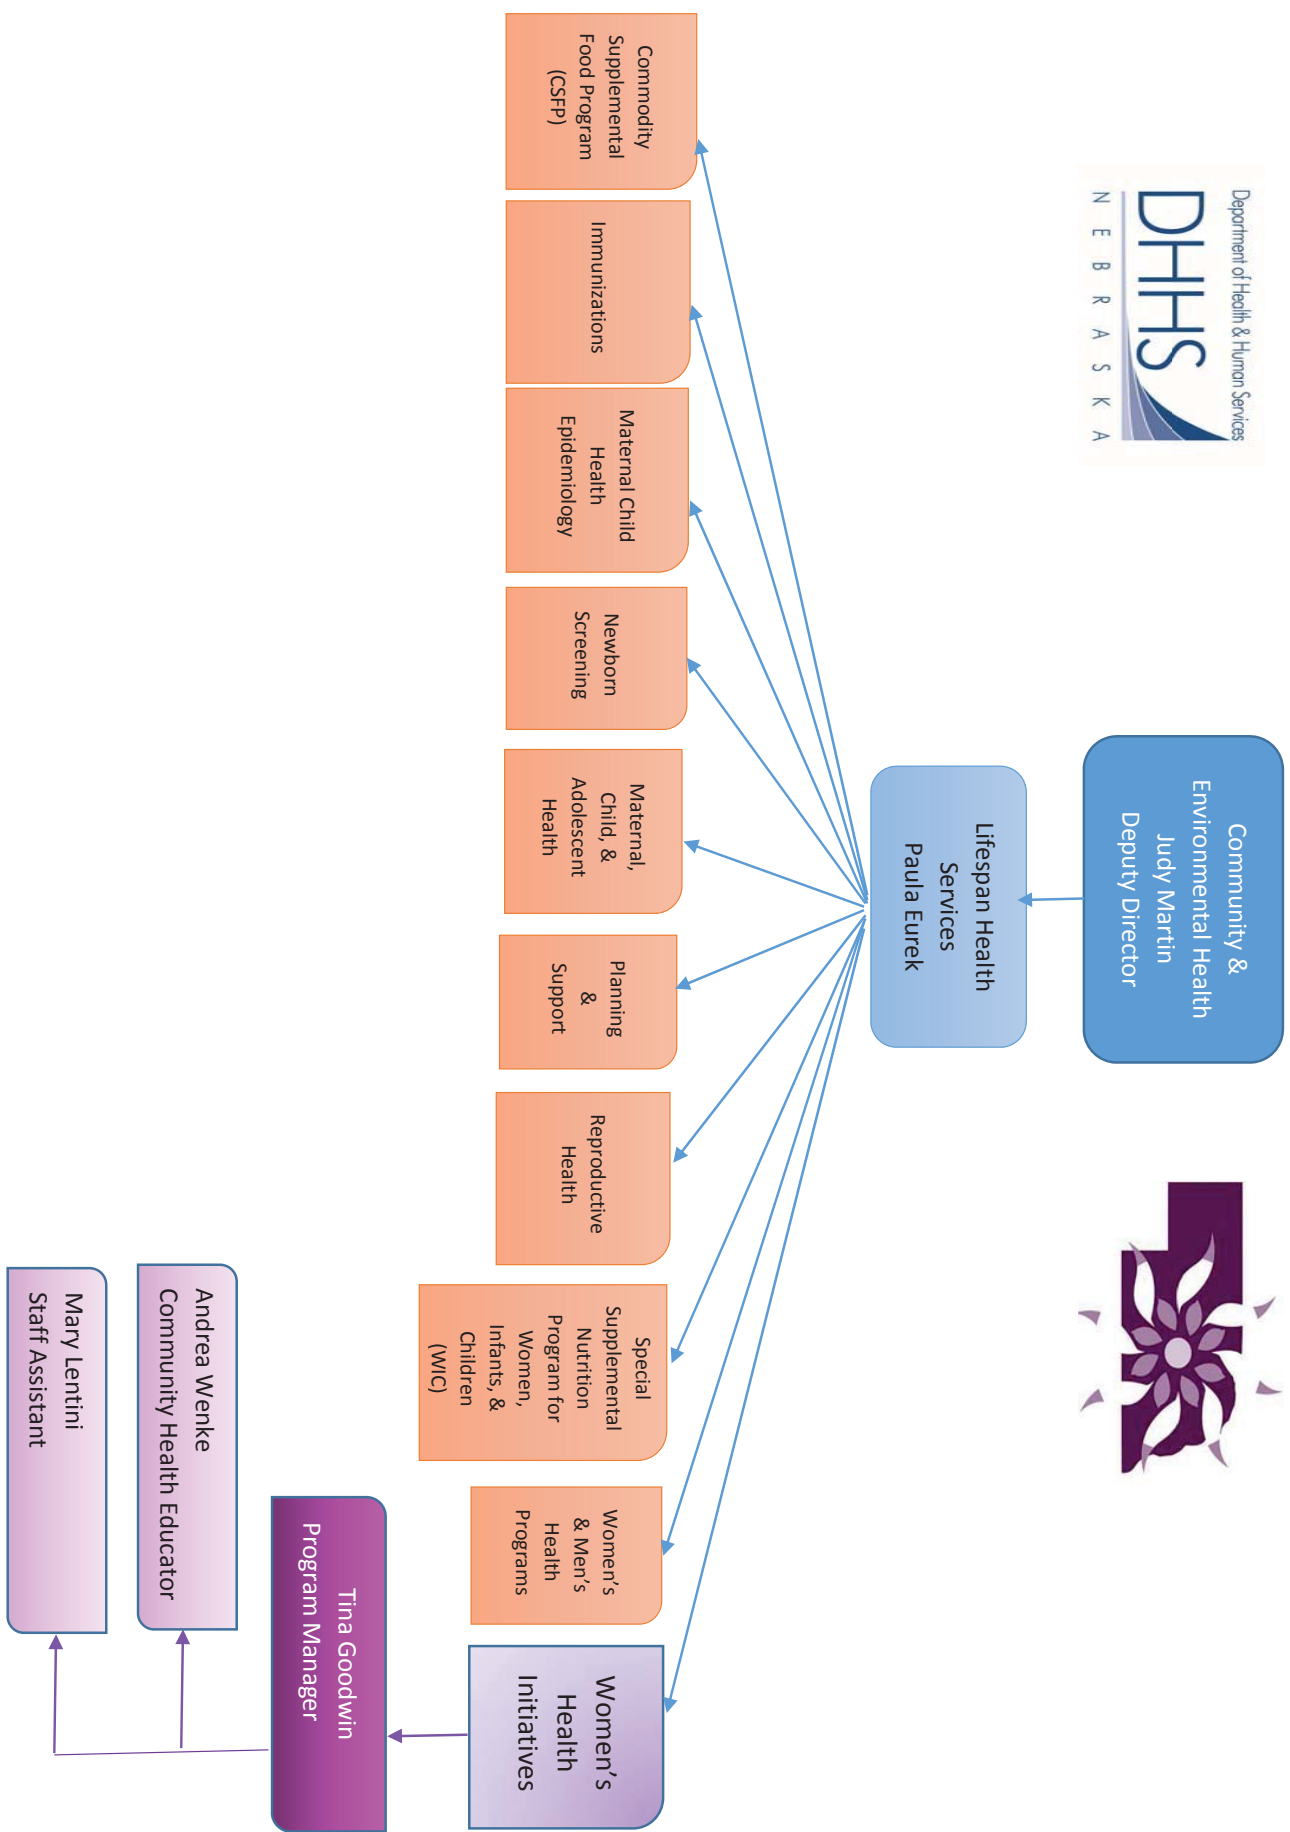 Department of Health & Human Services
DHHS
NEBRASKA
Community &
Environmental Health
Judy Martin
Deputy Director
Lifespan Health
Services
Paula Eurek
Commodity
Supplemental
Food Program
(CSFP)
Immunizations
Maternal Child
Health
Epidemiology
Newborn
Screening
Maternal,
Child, &
Adolescent
Health
Planning
&
Support
Reproductive
Health
Special
Supplemental
Nutrition
Program for
Women,
Infants, &
Children
(WIC)
Women's
& Men's
Health
Programs
Women's
Health
Initiatives
Tina Goodwin
Program Manager
Andrea Wenke
Community Health Educator
Mary Lentini
Staff Assistant